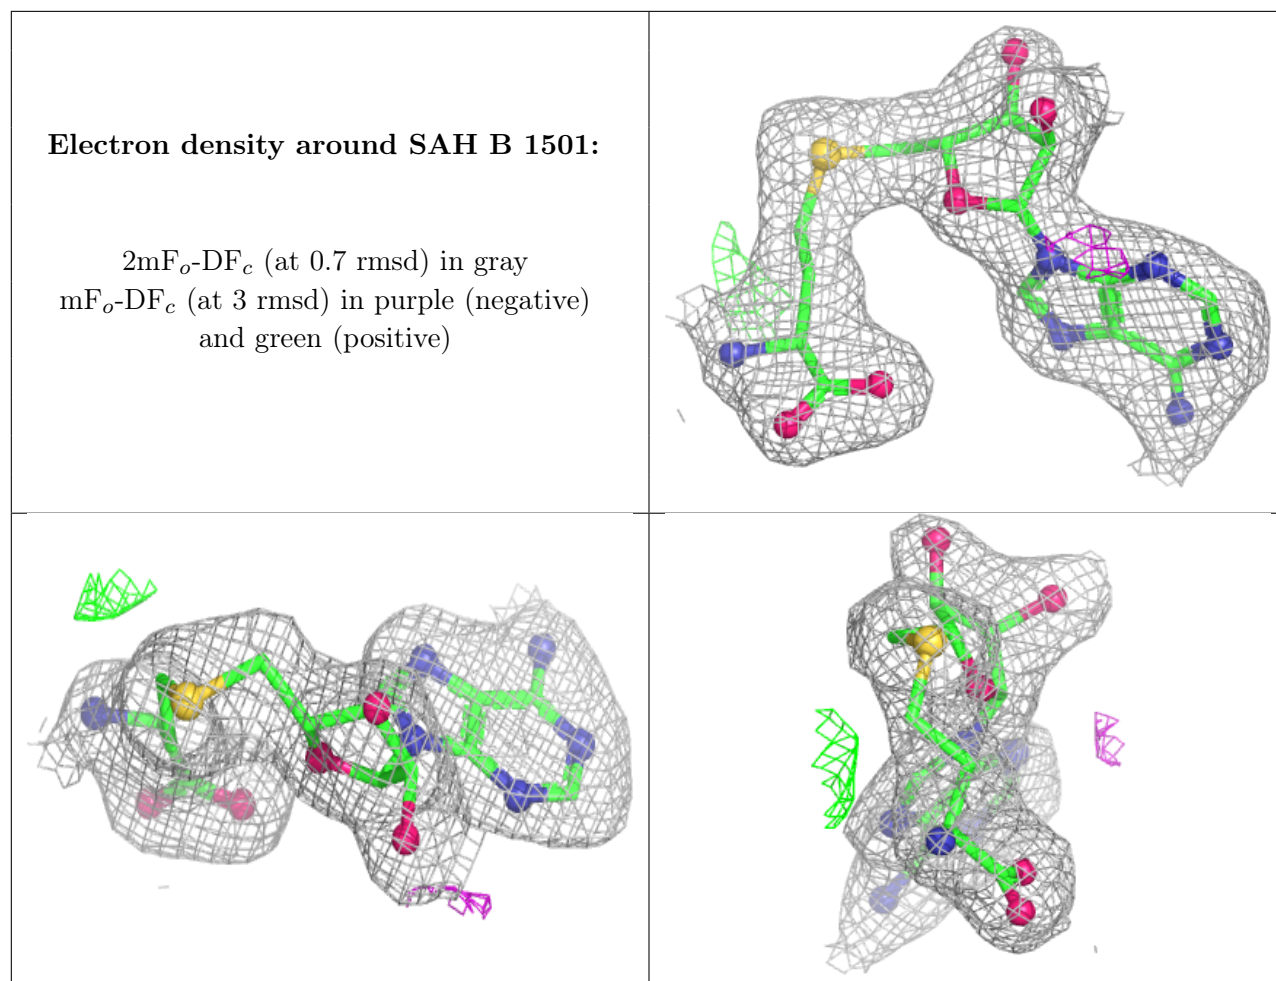 Electron density around SAH B 1501:
2mFo-DFc (at 0.7 rmsd) in gray
mFo-DFc (at 3 rmsd) in purple (negative)
and green (positive)